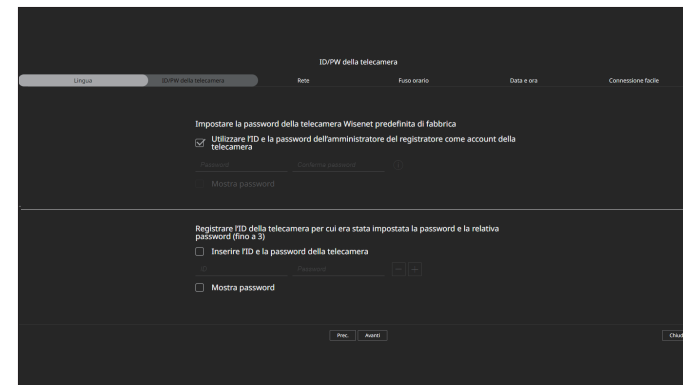 ID/PW della telecamera
Lingua
ID/PW della telecamera
Rete
Fuso orario
Data e ora
Connessione facile
Impostare la password della telecamera Wisenet predefinita di fabbrica
Utilizzare l'ID e la password dell'amministratore del registratore come account della
telecamera
Password
Conferma password
Mostra password
Registrare l'ID della telecamera per cui era stata impostata la password e la relativa
password (fino a 3)
Inserire l'ID e la password della telecamera
ID
Password
Mostra password
Prec.
Avanti
Chiud